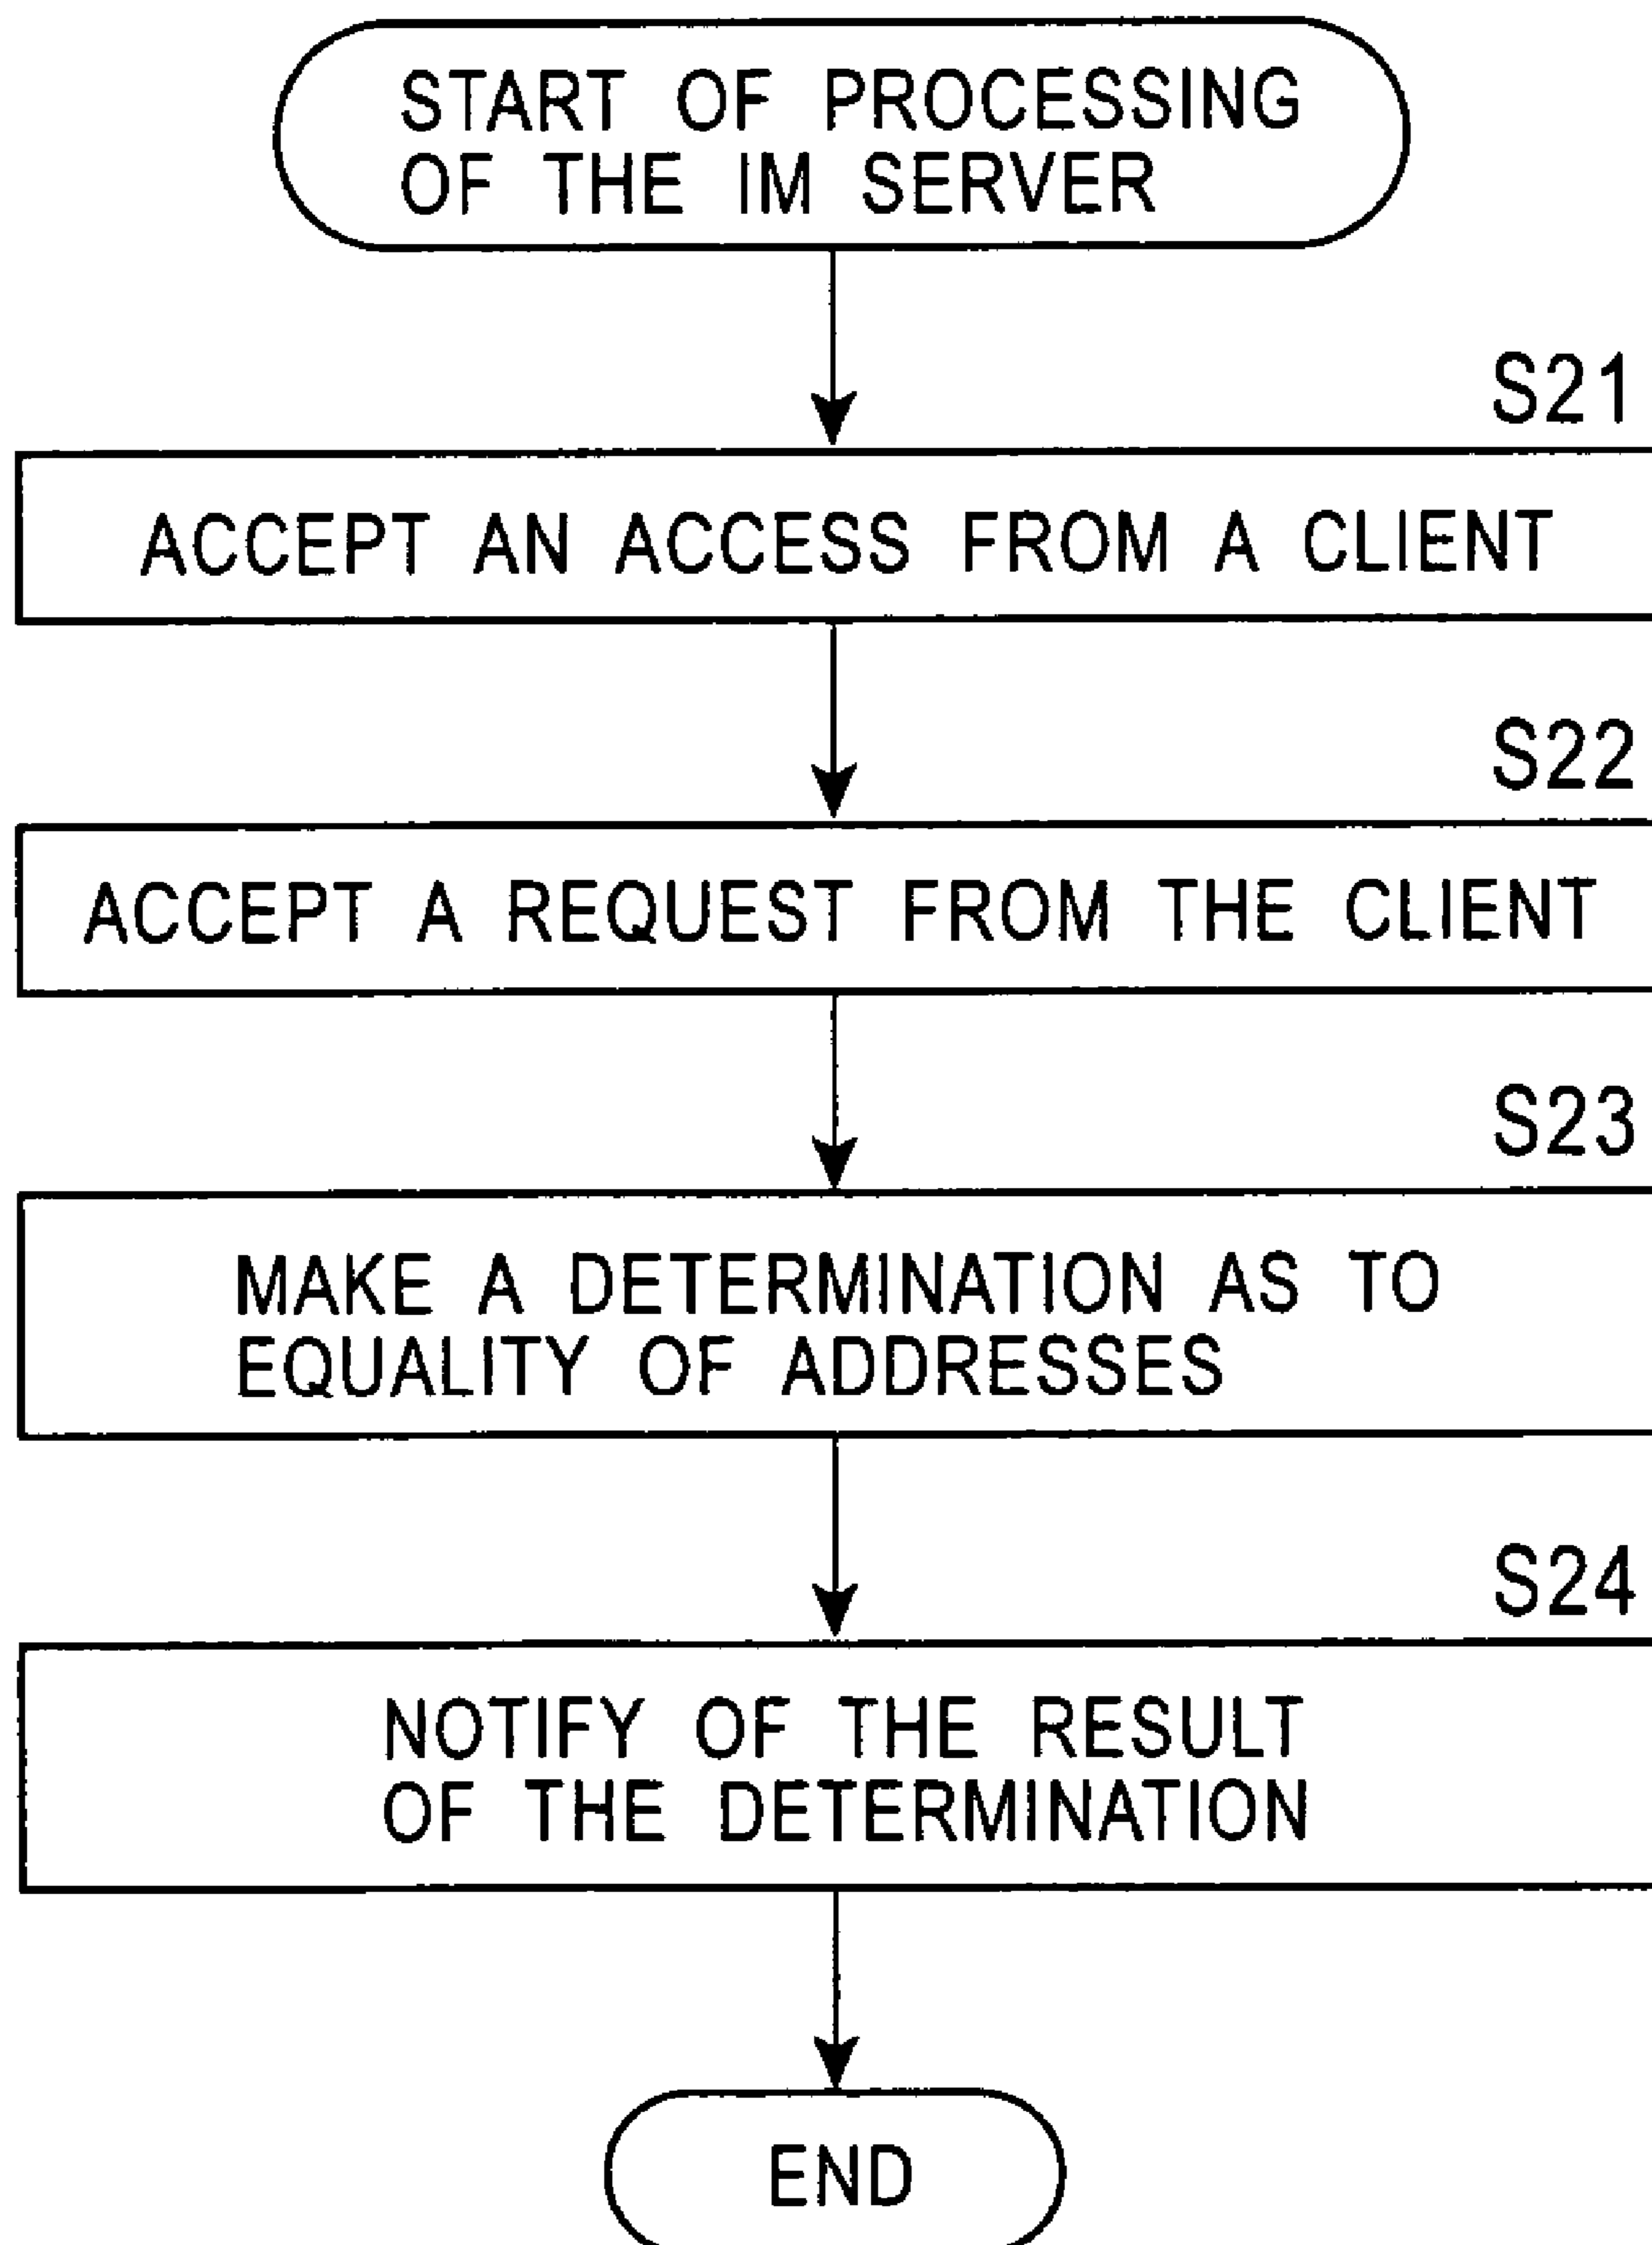 START OF PROCESSING
OF THE IM SERVER
S21
ACCEPT AN ACCESS FROM A CLIENT
S22
ACCEPT A REQUEST FROM THE CLIENT
S23
MAKE A DETERMINATION AS TO
EQUALITY OF ADDRESSES
S24
NOTIFY OF THE RESULT
OF THE DETERMINATION
END